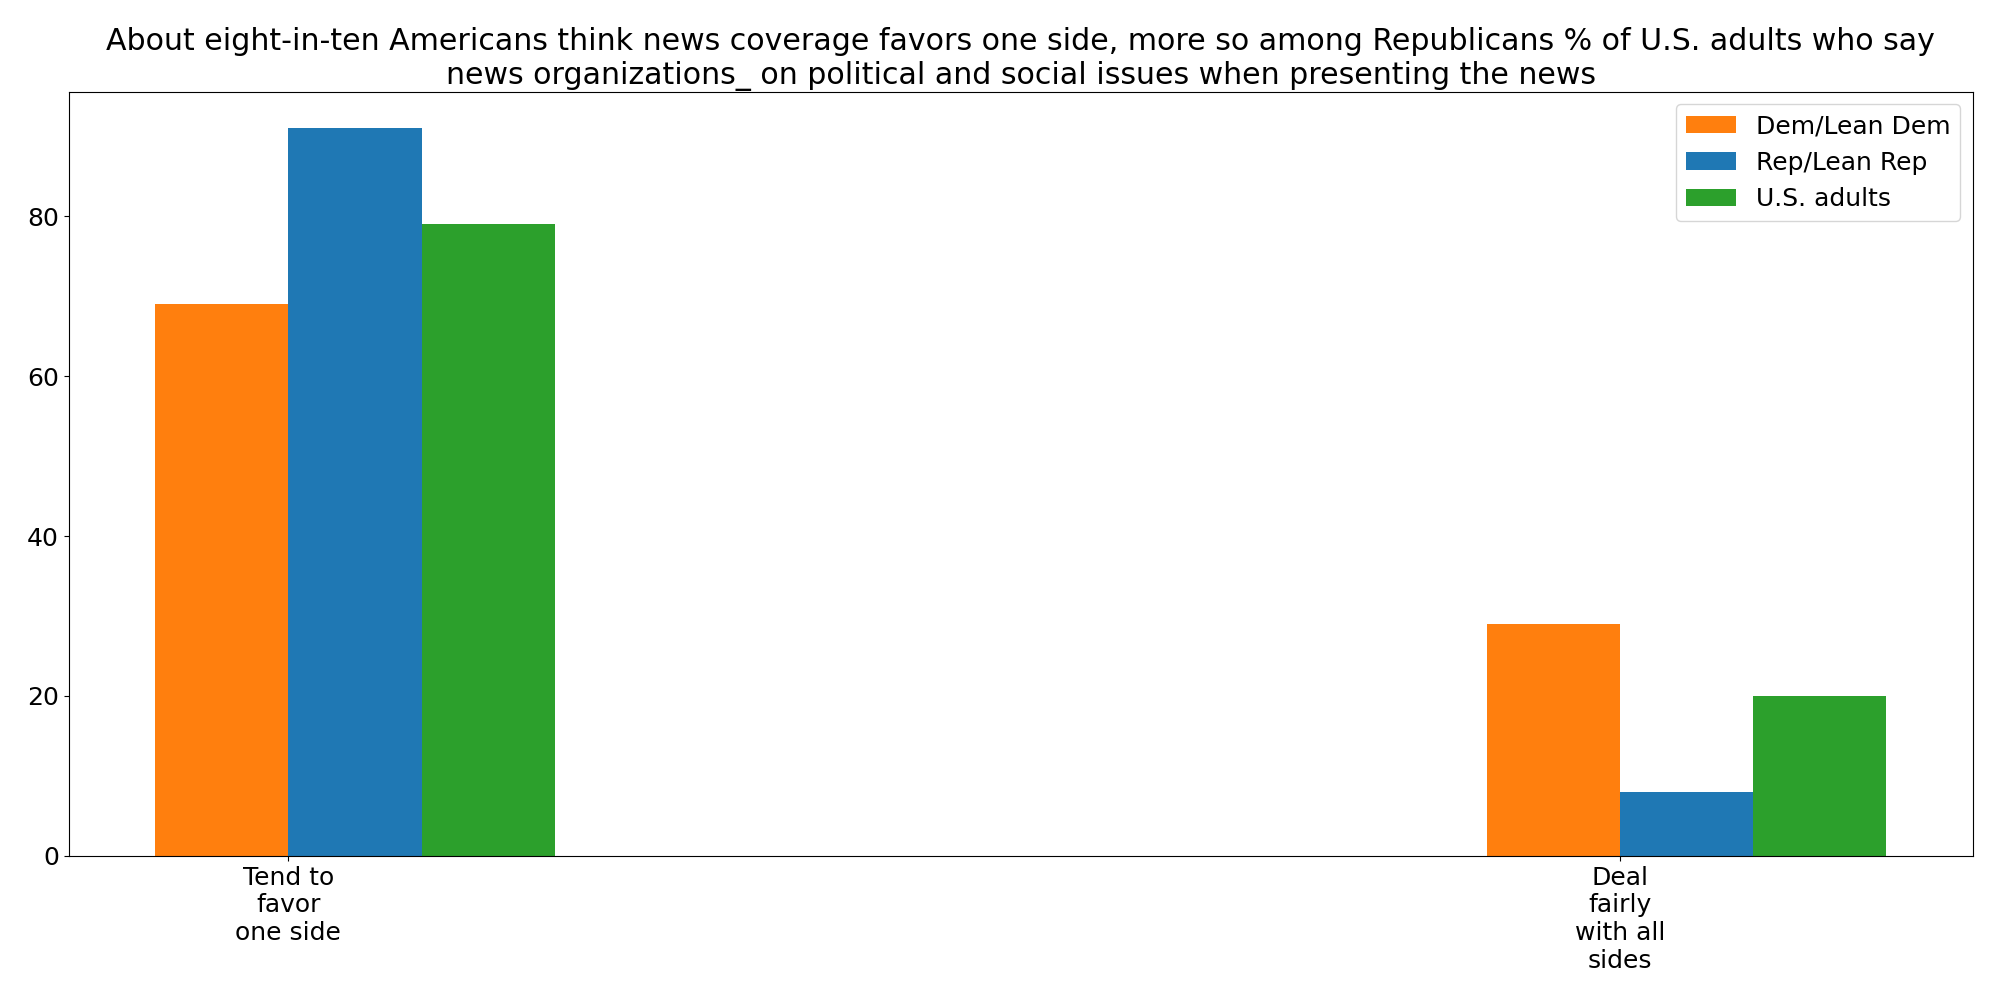 About eight-in-ten Americans think news coverage favors one side, more so among Republicans % of U.S. adults who say
news organizations_ on political and social issues when presenting the news
Dem/Lean Dem
Rep/Lean Rep
U.S. adults
80
60
40
20
0
Tend to
favor
one side
Deal
fairly
with all
sides